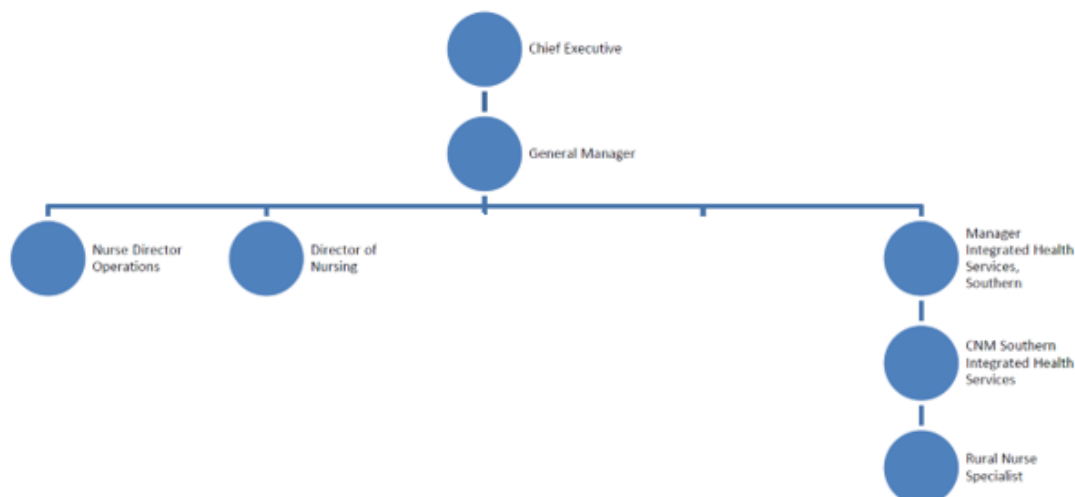 Chief Executive
General Manager
Nurse Director
Operations
Director of
Nursing
Manager
Integrated Health
Services,
Southern
CNM Southern
Integrated Health
Services
Rural Nurse
Specialist